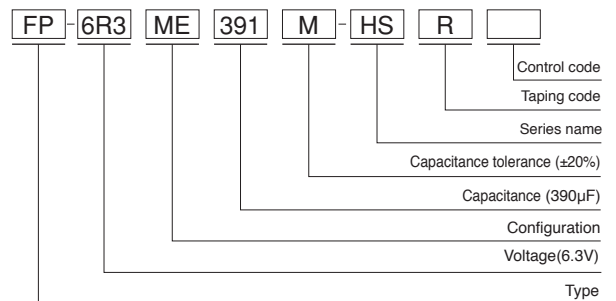 FP-6R3 ME 391 M-HS R
Control code
Taping code
Series name
Capacitance tolerance (±20%)
Capacitance (390μF)
Configuration
Voltage(6.3V)
Type